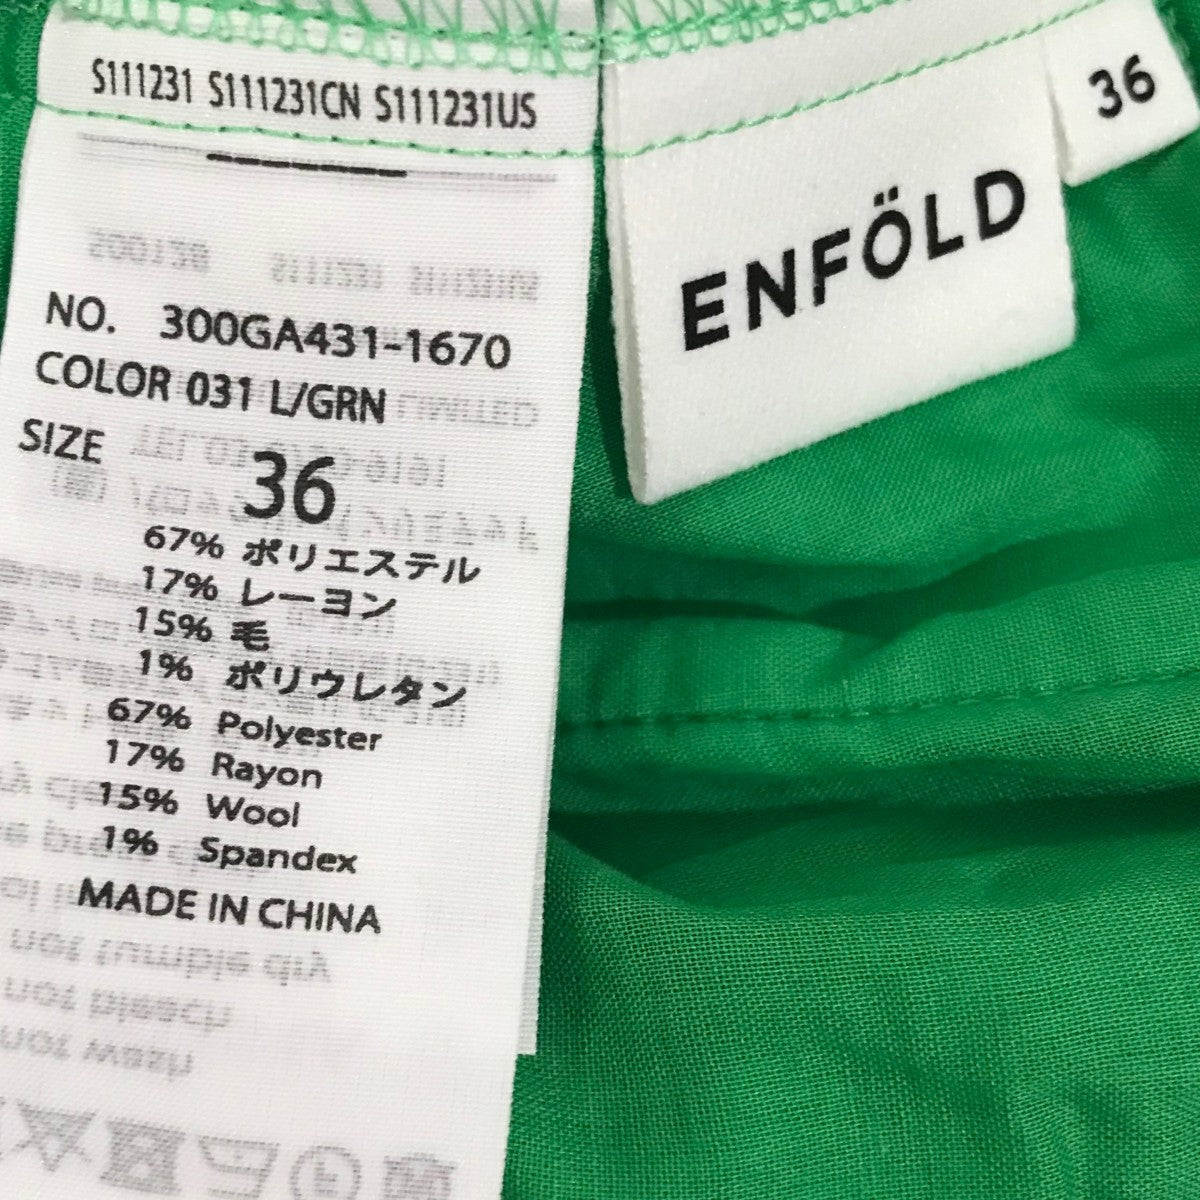 S111231 S111231CN S111231US
NO. 300GA431-1670
COLOR 031 L/GRN
SIZE
36
67% ポリエステル
17% レーヨン
15% 毛
1% ポリウレタン
67% Polyester
17% Rayon
15% Wool
1% Spandex
MADE IN CHINA
ENFÖLD
36